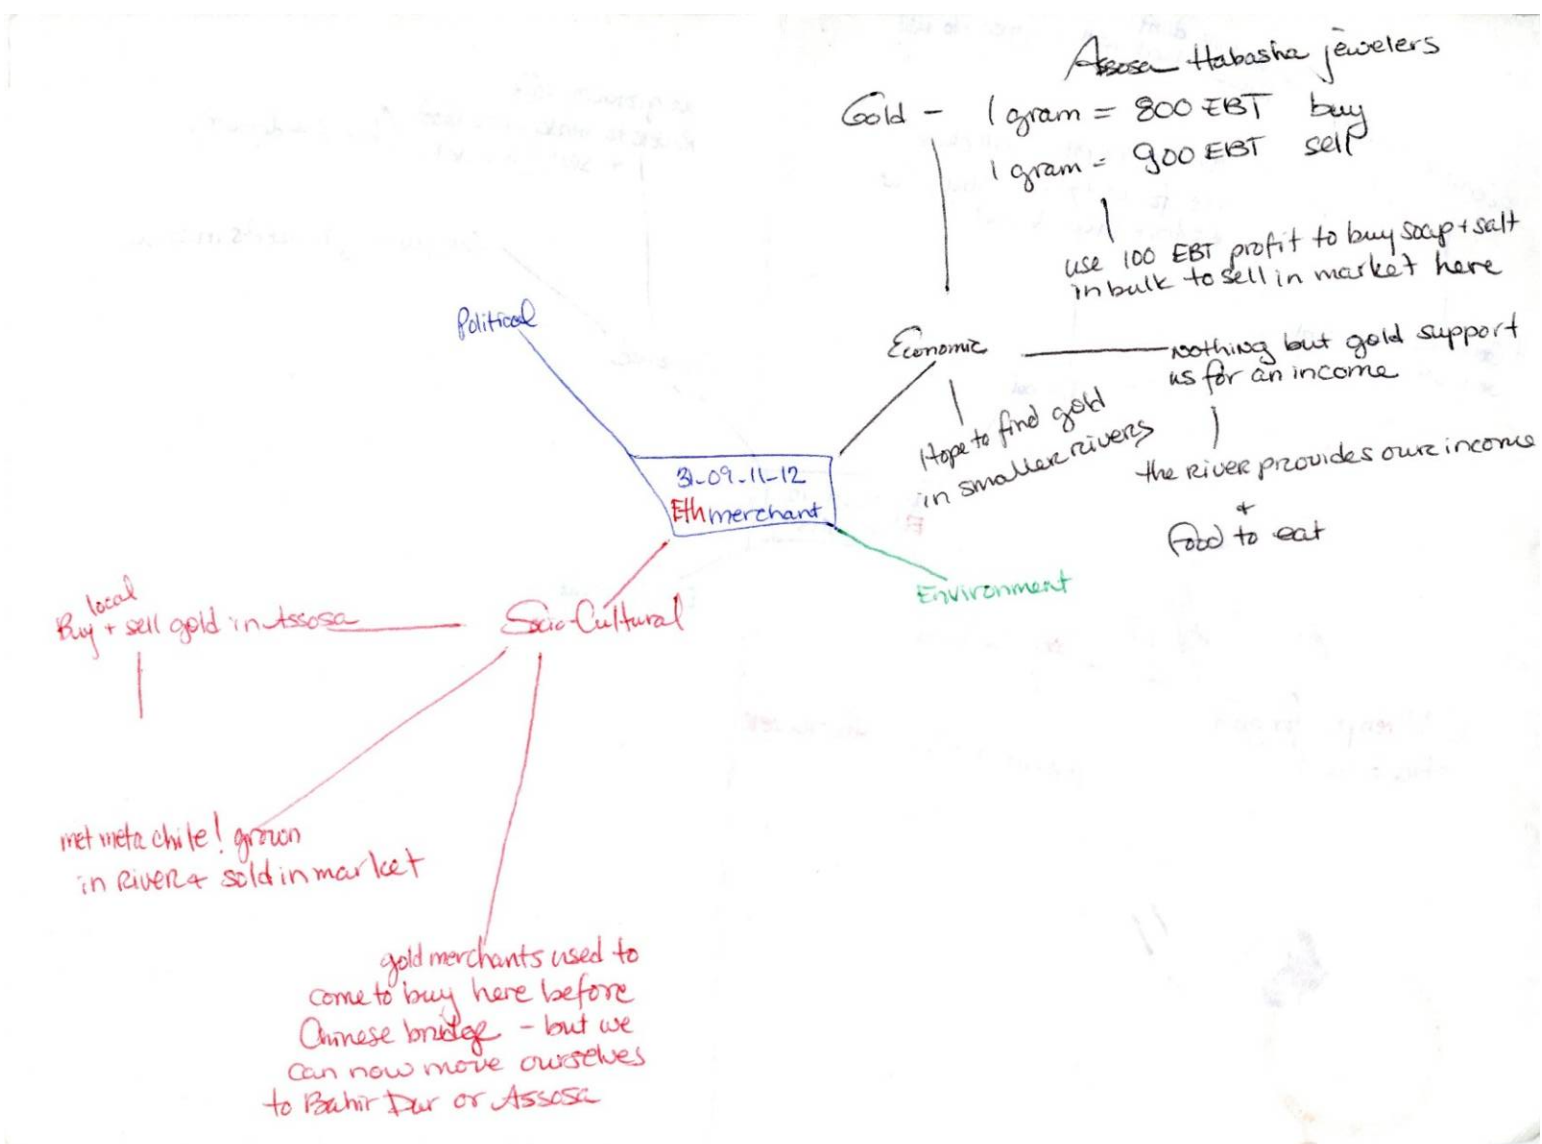 Assosa Habasha jewelers
Gold - 1 gram = 800 EBT buy
1 gram = 900 EBT sell
use 100 EBT profit to buy soap + salt
in bulk to sell in market here
Political
Economic
nothing but gold support
us for an income
Hope to find gold
in smaller rivers
the River provides our income
+
food to eat
31-09-11-12
Eth merchant
Environment
Socio-Cultural
local
Buy + sell gold in Assosa
met meta chile! grown
in River + sold in market
gold merchants used to
come to buy here before
Chinese bridge - but we
can now move ourselves
to Bahir Dar or Assosa